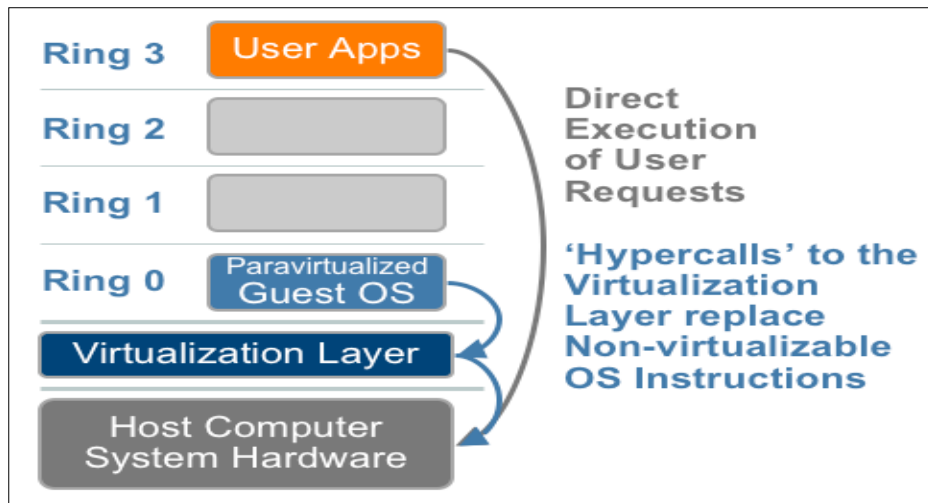 Ring 3
User Apps
Ring 2
Ring 1
Ring 0
Paravirtualized
Guest OS
Virtualization Layer
Host Computer
System Hardware
Direct
Execution
of User
Requests
‘Hypercalls’ to the
Virtualization
Layer replace
Non-virtualizable
OS Instructions